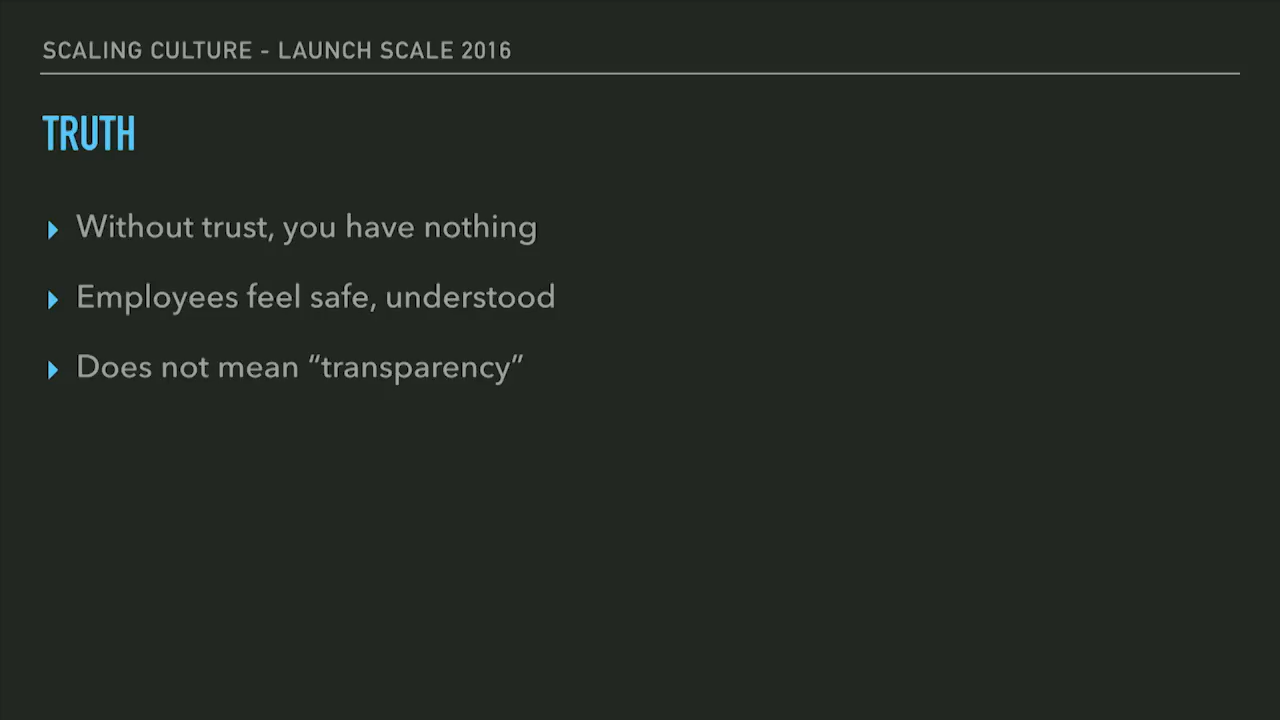 SCALING CULTURE - LAUNCH SCALE 2016
TRUTH
Without trust, you have nothing
Employees feel safe, understood
Does not mean “transparency”